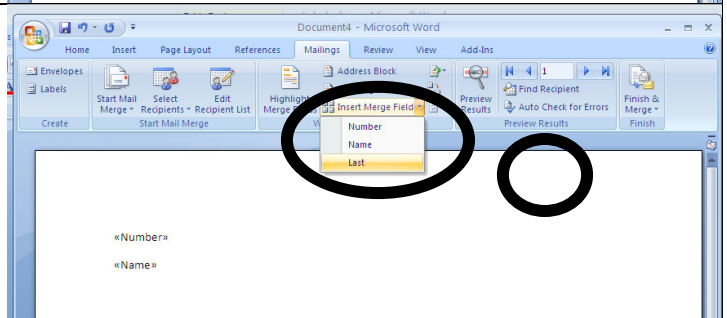 Document4 - Microsoft Word
Home Insert Page Layout References Mailings Review View Add-Ins
Envelopes
Labels
Create
Start Mail Merge
Select Recipients
Edit Recipient List
Start Mail Merge
Highlight Merge
Address Block
Insert Merge Field
Number
Name
Last
Preview Results
1
Find Recipient
Auto Check for Errors
Preview Results
Finish & Merge
Finish
«Number»
«Name»